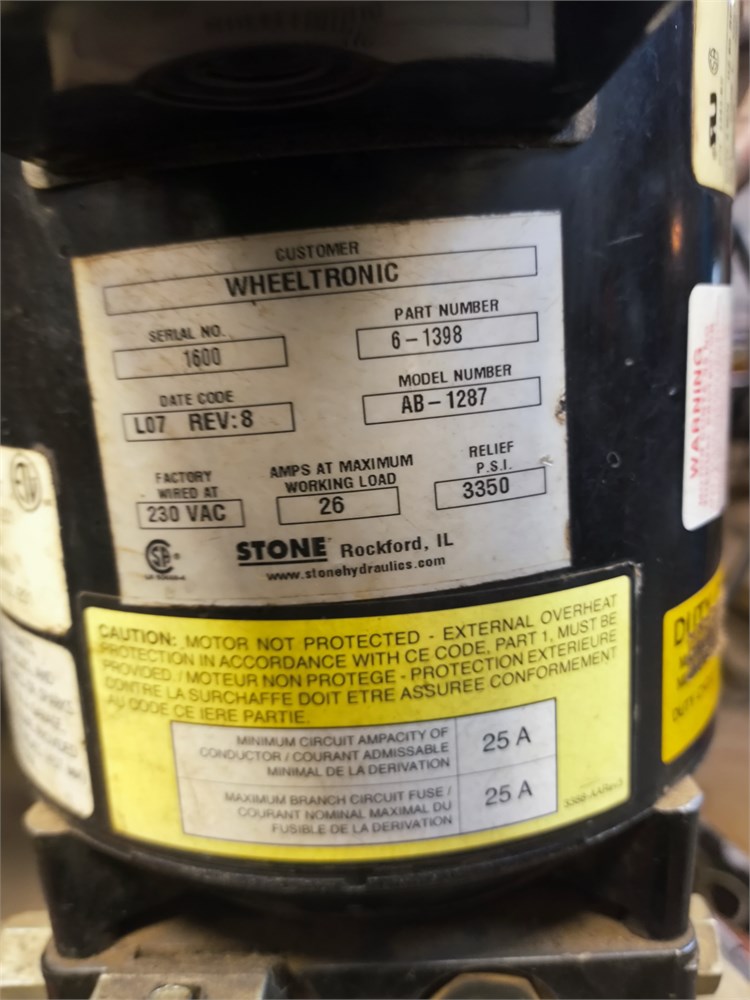 CUSTOMER
WHEELTRONIC
SERIAL NO.
1600
PART NUMBER
6-1398
DATE CODE
L07 REV:8
MODEL NUMBER
AB-1287
FACTORY
WIRED AT
230 VAC
AMPS AT MAXIMUM
WORKING LOAD
26
RELIEF
P.S.I.
3350
STONE Rockford, IL
www.stonehydraulics.com
CAUTION: MOTOR NOT PROTECTED - EXTERNAL OVERHEAT
PROTECTION IN ACCORDANCE WITH CE CODE, PART 1, MUST BE
PROVIDED. / MOTEUR NON PROTEGE - PROTECTION EXTERIEURE
CONTRE LA SURCHAFFE DOIT ETRE ASSUREE CONFORMEMENT
AU CODE CE IERE PARTIE.
MINIMUM CIRCUIT AMPACITY OF
CONDUCTOR / COURANT ADMISSABLE
MINIMAL DE LA DERIVATION
25 A
MAXIMUM BRANCH CIRCUIT FUSE /
COURANT NOMINAL MAXIMAL DU
FUSIBLE DE LA DERIVATION
25 A
WARNING